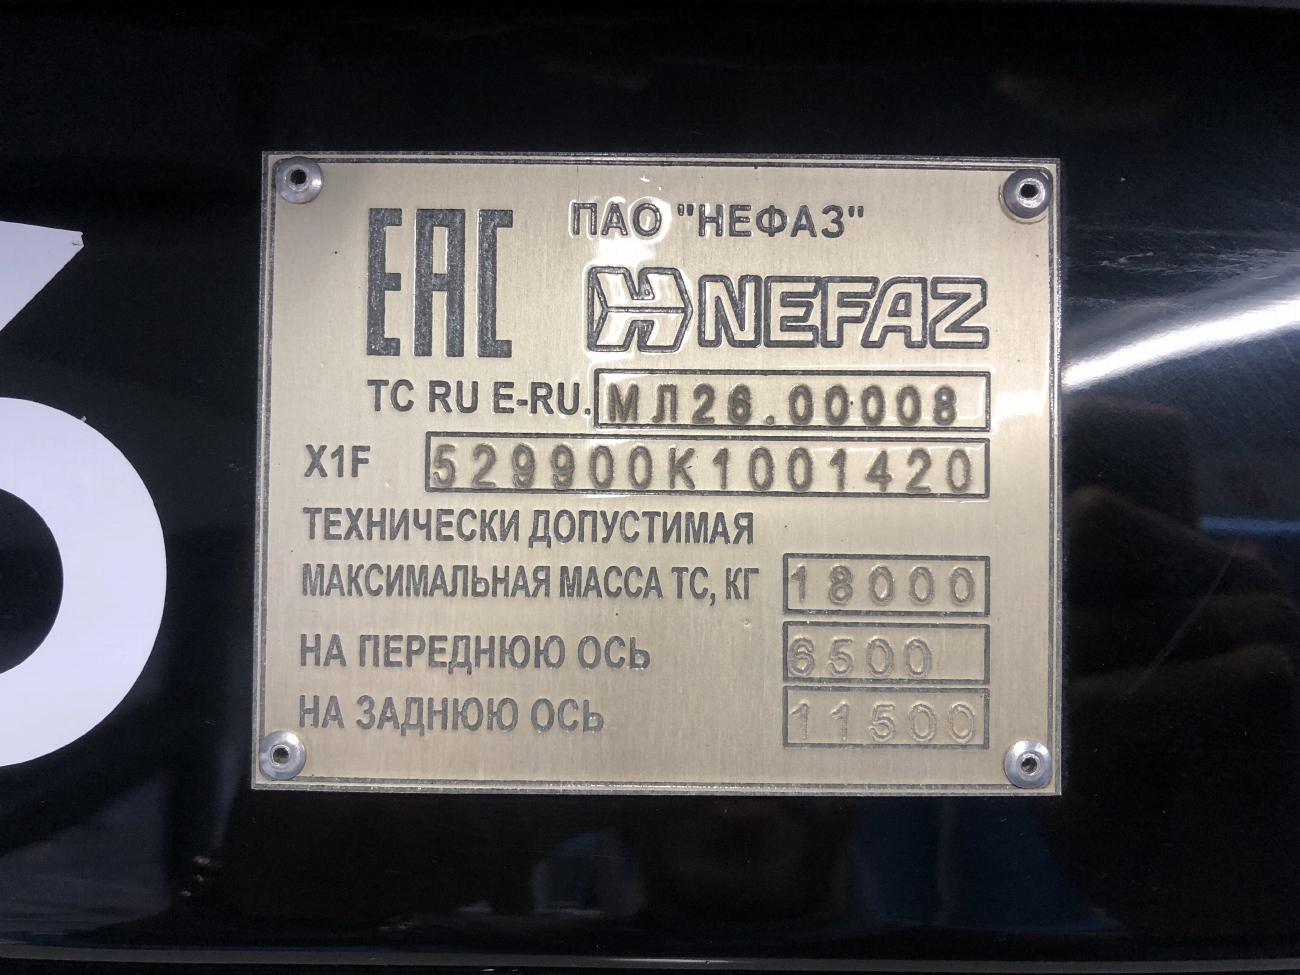 ПАО "НЕФАЗ"
ЕАС
NEFAZ
ТС RU E-RU. МЛ26.00008
X1F 529900K1001420
ТЕХНИЧЕСКИ ДОПУСТИМАЯ
МАКСИМАЛЬНАЯ МАССА ТС, КГ 18000
НА ПЕРЕДНЮЮ ОСЬ 6500
НА ЗАДНЮЮ ОСЬ 11500